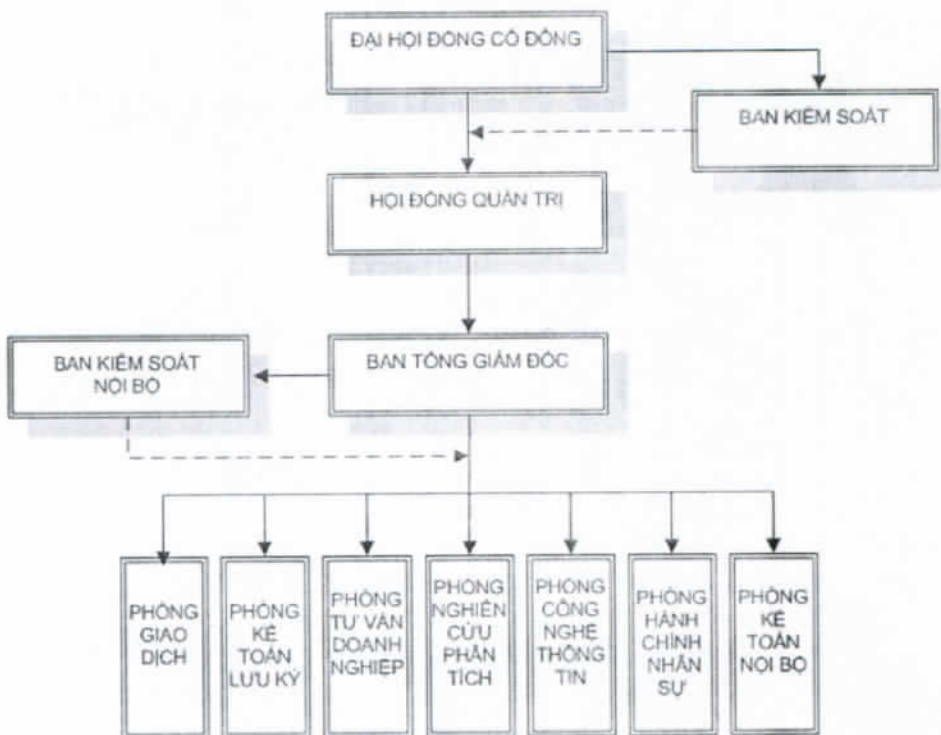 ĐẠI HỘI ĐỒNG CỔ ĐÔNG
BAN KIỂM SOÁT
HỘI ĐỒNG QUẢN TRỊ
BAN TỔNG GIÁM ĐỐC
BAN KIỂM SOÁT
NỘI BỘ
PHÒNG
GIAO
DỊCH
PHÒNG
KẾ
TOÁN
LƯU KÝ
PHÒNG
TƯ VẤN
DOANH
NGHIỆP
PHÒNG
NGHIÊN
CỨU
PHÂN
TÍCH
PHÒNG
CÔNG
NGHỆ
THÔNG
TIN
PHÒNG
HÀNH
CHÍNH
NHÂN
SỰ
PHÒNG
KẾ
TOÁN
NỘI BỘ